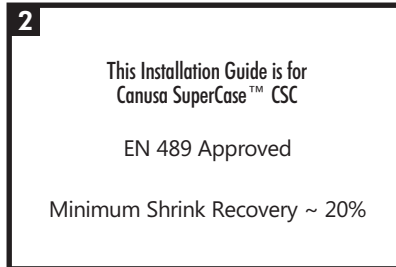 2
This Installation Guide is for
Canusa SuperCase™ CSC
EN 489 Approved
Minimum Shrink Recovery ~ 20%